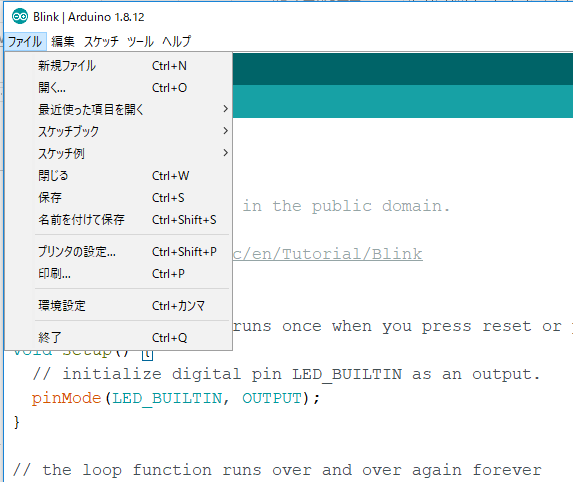 Blink | Arduino 1.8.12
ファイル 編集 スケッチ ツール ヘルプ
新規ファイル Ctrl+N
開く... Ctrl+O
最近使った項目を開く
スケッチブック
スケッチ例
閉じる Ctrl+W
保存 Ctrl+S
名前を付けて保存 Ctrl+Shift+S
in the public domain.
プリンタの設定... Ctrl+Shift+P
c/en/Tutorial/Blink
印刷... Ctrl+P
環境設定 Ctrl+カンマ
runs once when you press reset or
終了 Ctrl+Q
void setup() {
// initialize digital pin LED_BUILTIN as an output.
pinMode(LED_BUILTIN, OUTPUT);
}
// the loop function runs over and over again forever